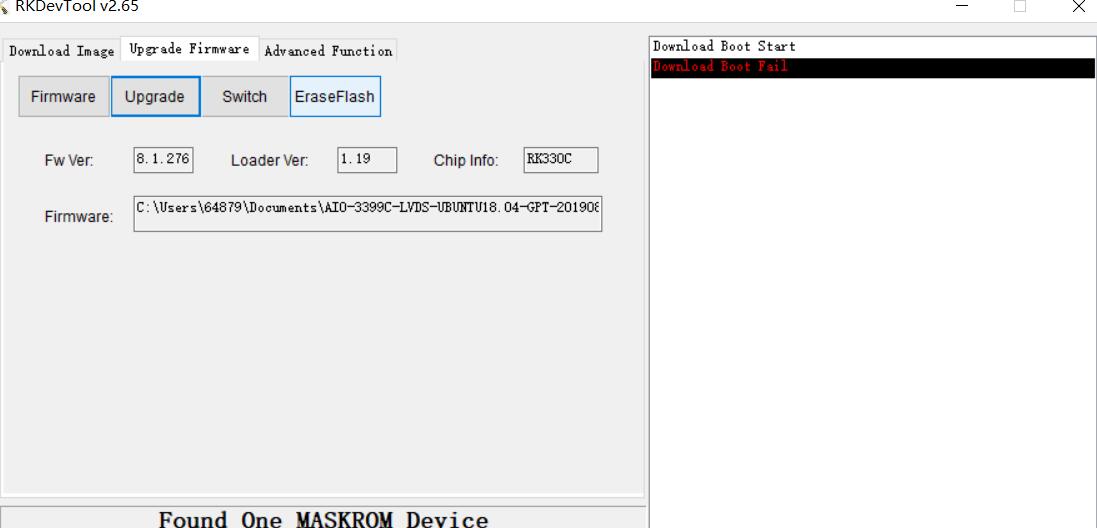 RKDevTool v2.65
Download Image Upgrade Firmware Advanced Function
Firmware Upgrade Switch EraseFlash
Fw Ver: 8.1.276 Loader Ver: 1.19 Chip Info: RK330C
Firmware: C:\Users\64879\Documents\AIO-3399C-LVDS-UBUNTU18.04-GPT-201908
Found One MASKROM Device
Download Boot Start
Download Boot Fail